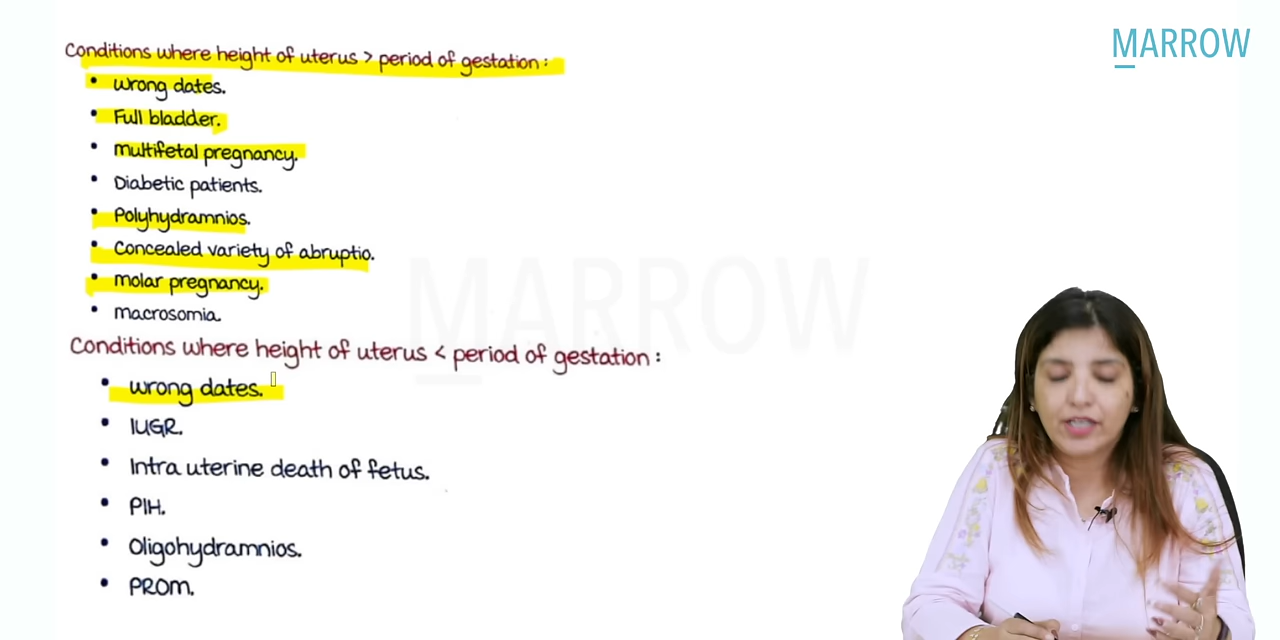 MARROW
Conditions where height of uterus > period of gestation:
• wrong dates.
• Full bladder.
• multifetal pregnancy.
• Diabetic patients.
• Polyhydramnios.
• Concealed variety of abruptio.
• molar pregnancy.
• macrosomia.
MARROW
Conditions where height of uterus < period of gestation:
• wrong dates.
• IUGR.
• Intra uterine death of fetus.
• PIH.
• Oligohydramnios.
• PROM.